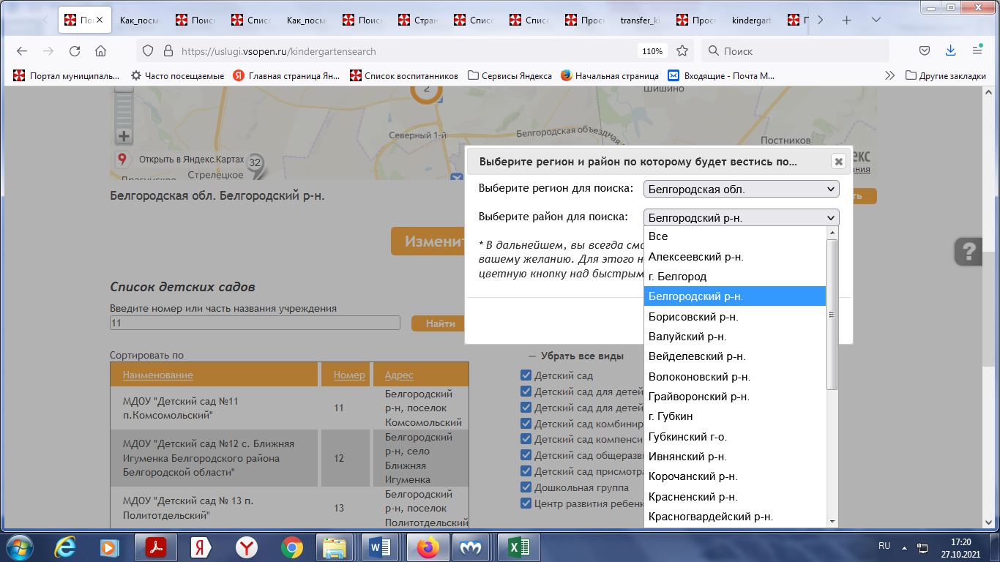 Пои
Как_посм
Поис
Списс
Как_посм
Поис
Стран
Списс
Списс
Просм
transfer_ki
Просм
kindergart
П
https://uslugi.vsopen.ru/kindergartensearch
110%
Поиск
Портал муниципаль...
Часто посещаемые
Главная страница Ян...
Список воспитанников
Сервисы Яндекса
Начальная страница
Входящие - Почта М...
Другие закладки
2
Шишино
Северный 1-й
Белгородская объездная
Постников
Открыть в Яндекс.Картах
32
Стрелецкое
Драгунское
Выберите регион и район по которому будет вестись по...
Белгородская обл. Белгородский р-н.
Выберите регион для поиска:
Белгородская обл.
Выберите район для поиска:
Белгородский р-н.
Изменит
* В дальнейшем, вы всегда смо
вашему желанию. Для этого н
цветную кнопку над быстрым
Все
Алексеевский р-н.
г. Белгород
Белгородский р-н.
Борисовский р-н.
Валуйский р-н.
Вейделевский р-н.
Волоконовский р-н.
Грайворонский р-н.
г. Губкин
Губкинский г-о.
Ивнянский р-н.
Корочанский р-н.
Красненский р-н.
Красногвардейский р-н.
?
Список детских садов
Введите номер или часть названия учреждения
11
Найти
Сортировать по
Наименование
Номер
Адрес
МДОУ "Детский сад №11
п.Комсомольский"
11
Белгородский
р-н, поселок
Комсомольский
МДОУ "Детский сад №12 с. Ближняя
Игуменка Белгородского района
Белгородской области"
12
Белгородский
р-н, село
Ближняя
Игуменка
МДОУ "Детский сад № 13 п.
Политотдельский"
13
Белгородский
р-н, поселок
Политотдельский
Убрать все виды
Детский сад
Детский сад для детей
Детский сад для детей
Детский сад комбинир
Детский сад компенси
Детский сад общеразви
Детский сад присмотра
Дошкольная группа
Центр развития ребенк
RU
17:20
27.10.2021